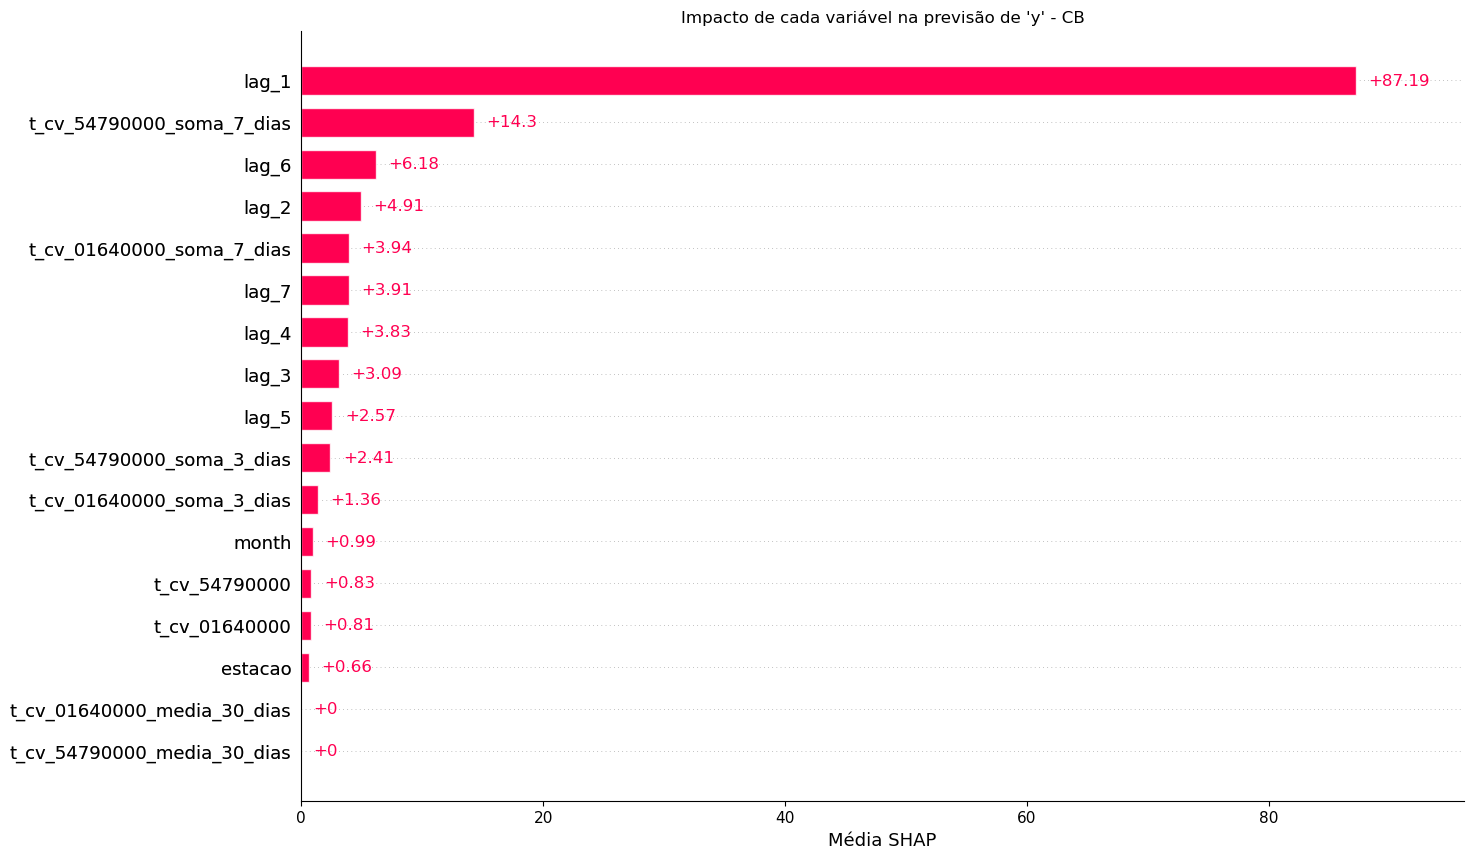 Impacto de cada variável na previsão de 'y' - CB
lag_1 +87.19
t_cv_54790000_soma_7_dias +14.3
lag_6 +6.18
lag_2 +4.91
t_cv_01640000_soma_7_dias +3.94
lag_7 +3.91
lag_4 +3.83
lag_3 +3.09
lag_5 +2.57
t_cv_54790000_soma_3_dias +2.41
t_cv_01640000_soma_3_dias +1.36
month +0.99
t_cv_54790000 +0.83
t_cv_01640000 +0.81
estacao +0.66
t_cv_01640000_media_30_dias +0
t_cv_54790000_media_30_dias +0
0 20 40 60 80
Média SHAP